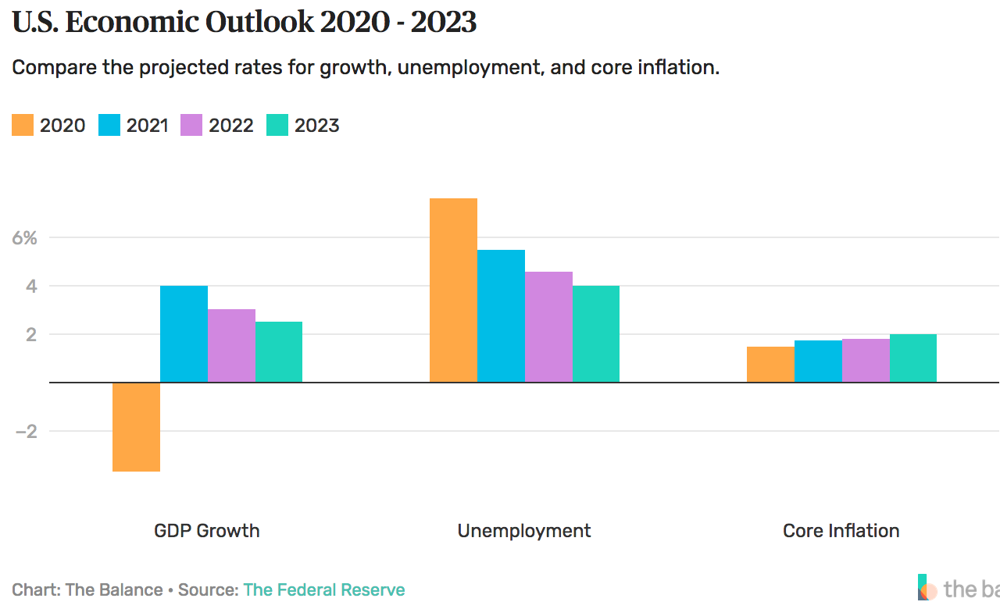 U.S. Economic Outlook 2020 - 2023
Compare the projected rates for growth, unemployment, and core inflation.
2020 2021 2022 2023
6%
4
2
−2
GDP Growth Unemployment Core Inflation
Chart: The Balance • Source: The Federal Reserve
the ba